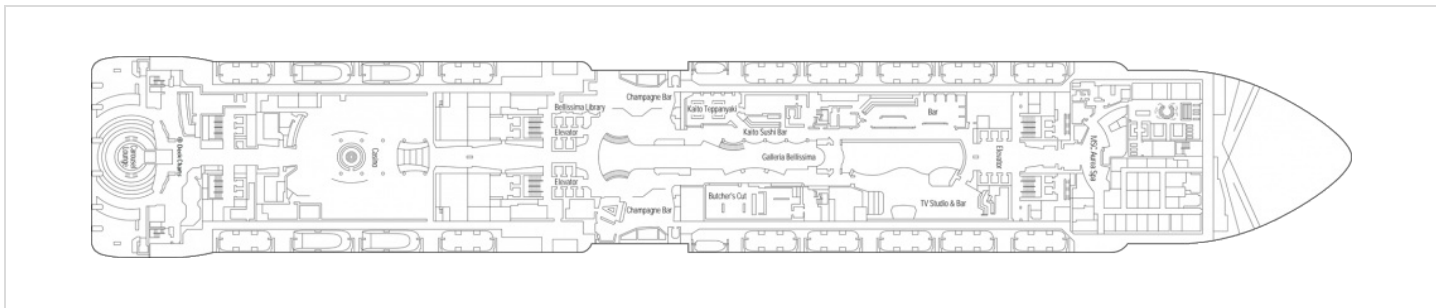 Carousel
Lounge
Casino
Bellissima Library
Elevator
Elevator
Champagne Bar
Champagne Bar
Kaito Teppanyaki
Kaito Sushi Bar
Bar
Galleria Bellissima
Butcher's Cut
TV Studio & Bar
Elevator
MSC Aurea Spa